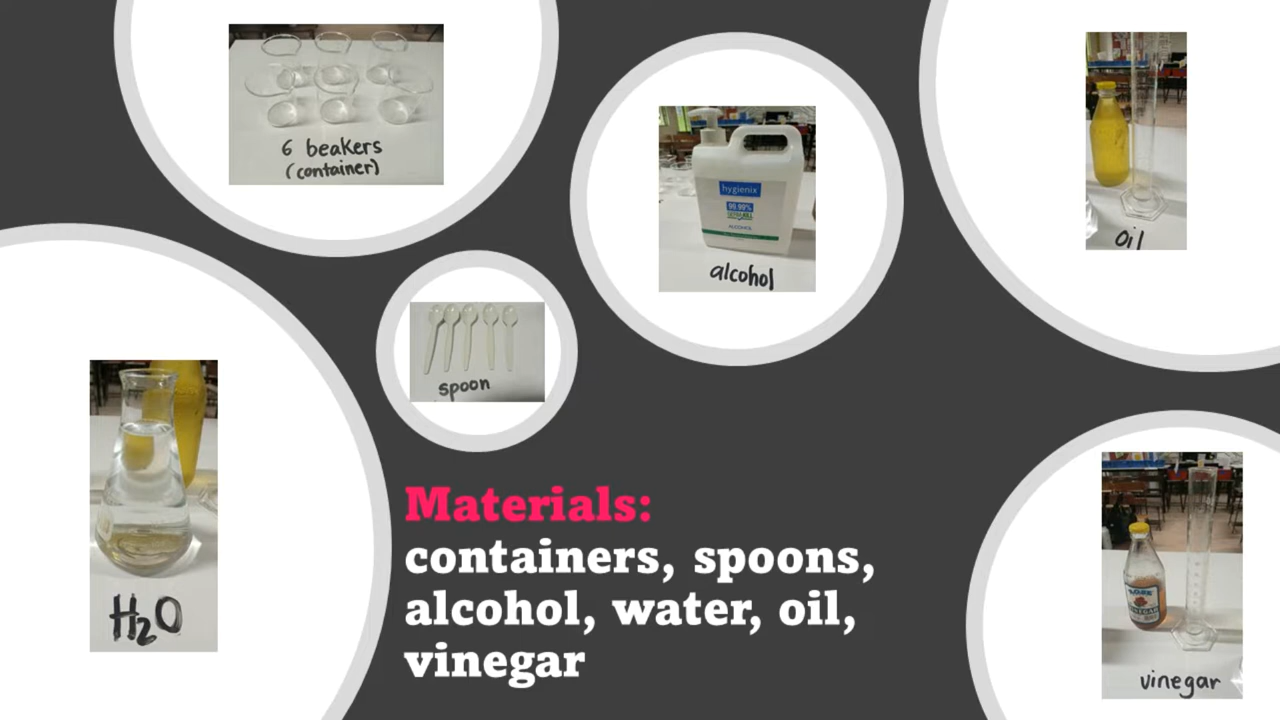 6 beakers
(container)
hygienix
99.99%
ALCOHOL
alcohol
oil
spoon
H2O
Materials:
containers, spoons,
alcohol, water, oil,
vinegar
VINEGAR
vinegar